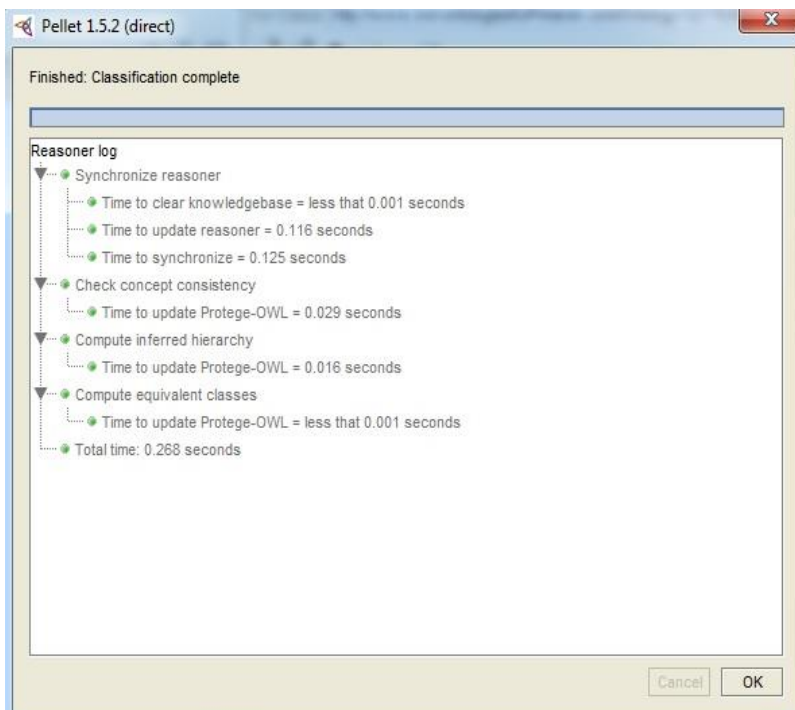 Pellet 1.5.2 (direct)
Finished: Classification complete
Reasoner log
Synchronize reasoner
Time to clear knowledgebase = less that 0.001 seconds
Time to update reasoner = 0.116 seconds
Time to synchronize = 0.125 seconds
Check concept consistency
Time to update Protege-OWL = 0.029 seconds
Compute inferred hierarchy
Time to update Protege-OWL = 0.016 seconds
Compute equivalent classes
Time to update Protege-OWL = less that 0.001 seconds
Total time: 0.268 seconds
Cancel OK